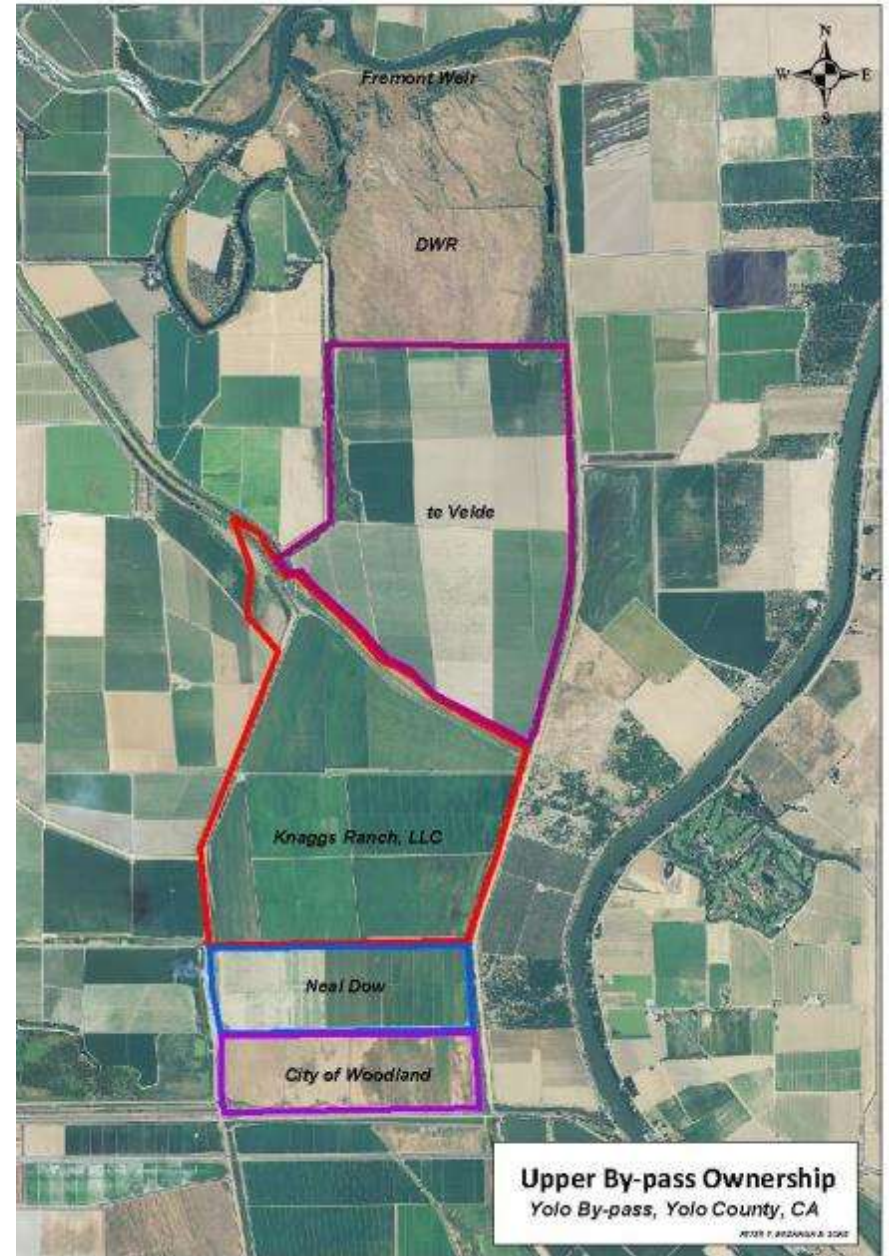 N
W E
S
Fremont Weir
DWR
te Velde
Knaggs Ranch, LLC
Neal Dow
City of Woodland
Upper By-pass Ownership
Yolo By-pass, Yolo County, CA